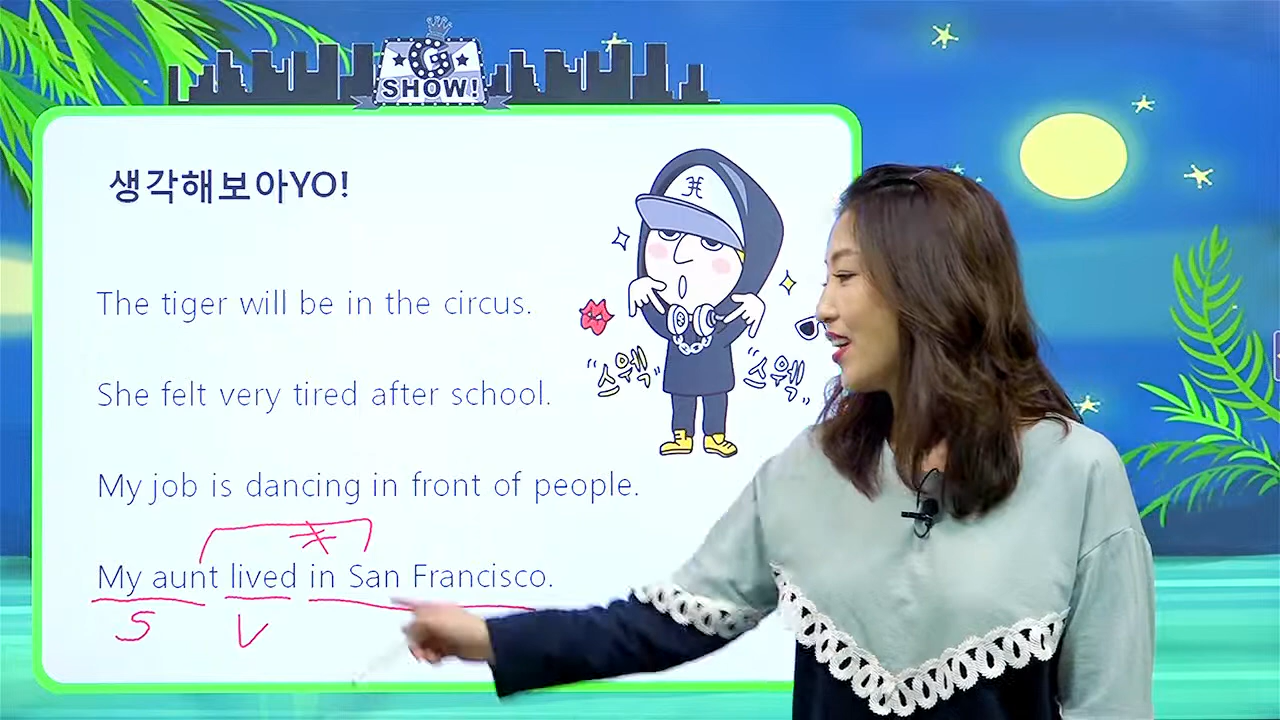 G
SHOW!
생각해보아YO!
The tiger will be in the circus.
She felt very tired after school.
"스웩" "스웩"
My job is dancing in front of people.
≠
My aunt lived in San Francisco.
S V